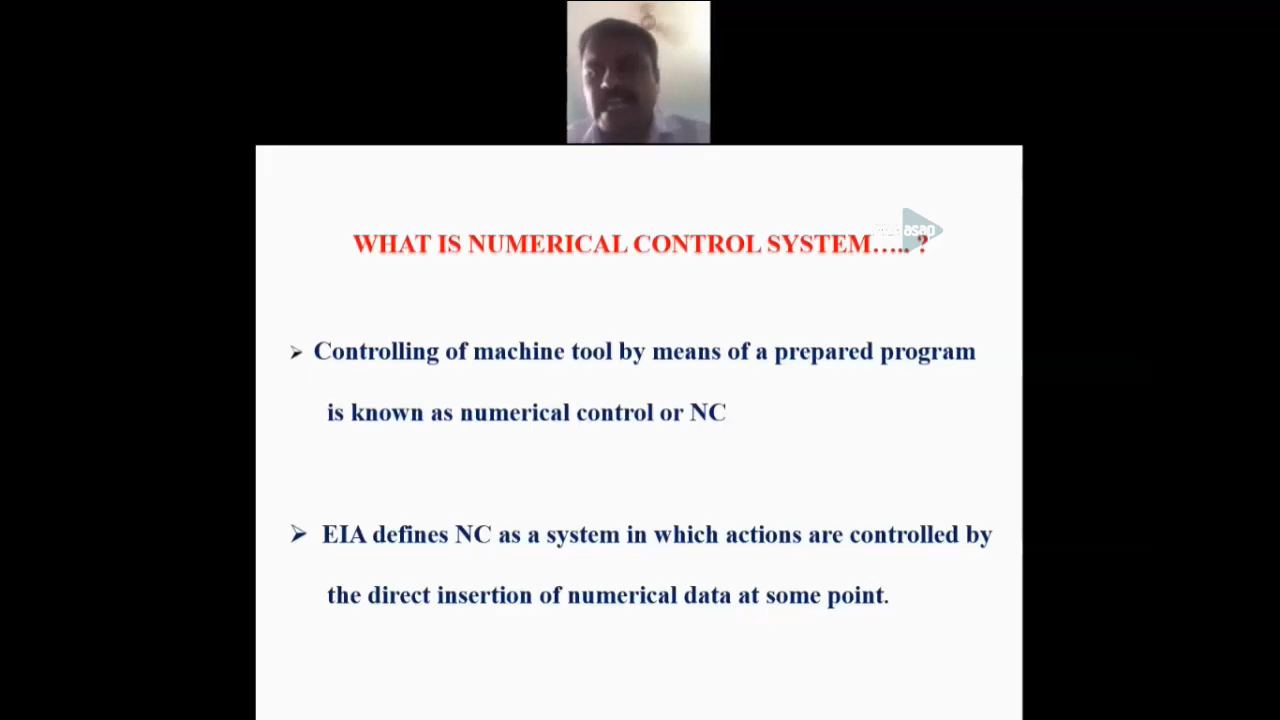 WHAT IS NUMERICAL CONTROL SYSTEM….. ?
asap
➢ Controlling of machine tool by means of a prepared program
is known as numerical control or NC
➢ EIA defines NC as a system in which actions are controlled by
the direct insertion of numerical data at some point.